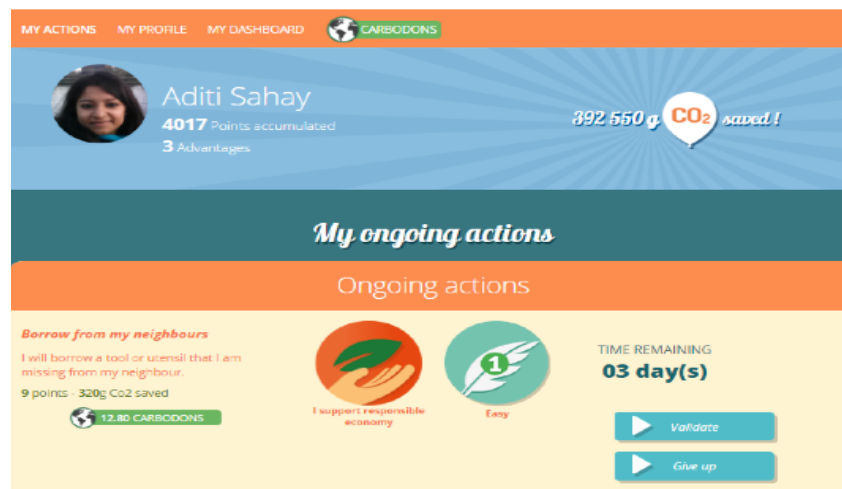 MY ACTIONS MY PROFILE MY DASHBOARD CARBODONS
Aditi Sahay
4017 Points accumulated
3 Advantages
392 550 g CO2 saved !
My ongoing actions
Ongoing actions
Borrow from my neighbours
I will borrow a tool or utensil that I am
missing from my neighbour.
9 points - 320g Co2 saved
12.80 CARBODONS
I support responsible
economy
1
Easy
TIME REMAINING
03 day(s)
Validate
Give up